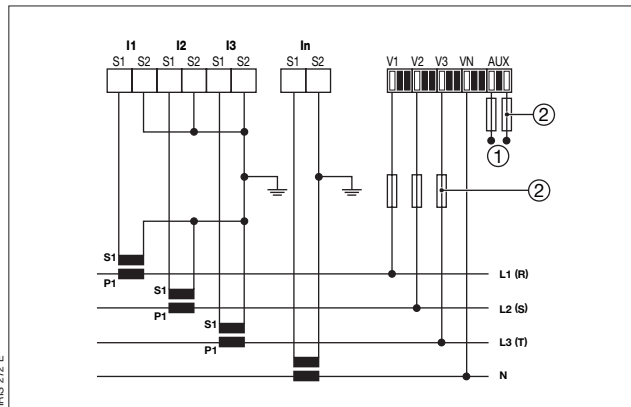 I1 I2 I3 In
S1 S2 S1 S2 S1 S2 S1 S2 V1 V2 V3 VN AUX
2
1
2
S1
P1 L1 (R)
S1
P1 L2 (S)
S1
P1 L3 (T)
N